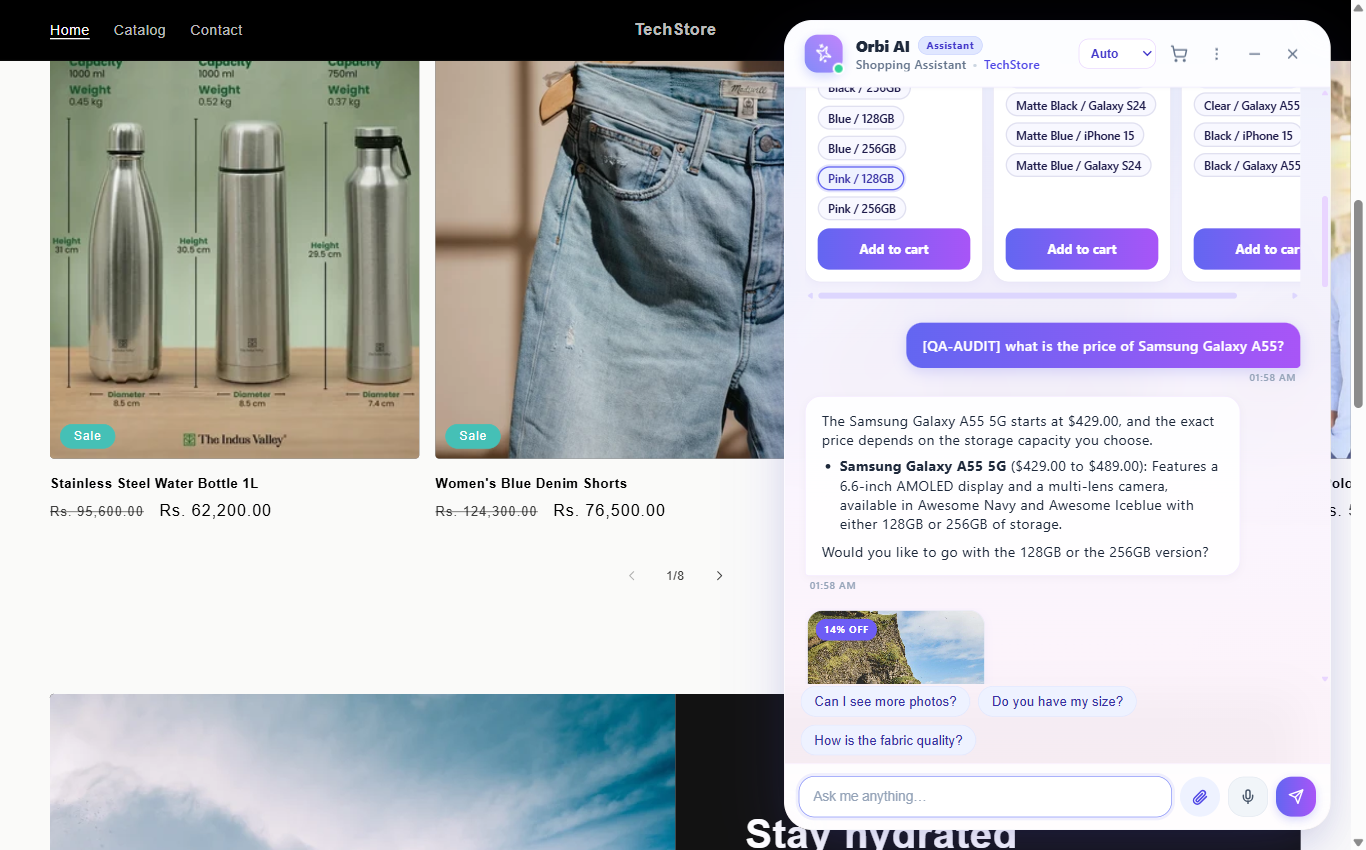 Home
Catalog
Contact
TechStore
Capacity
1000 ml
Weight
0.45 kg
Capacity
1000 ml
Weight
0.52 kg
Capacity
750ml
Weight
0.37 kg
Height
31 cm
Height
30.5 cm
Height
29.5 cm
Diameter
8.5 cm
Diameter
8.5 cm
Diameter
7.4 cm
The Indus Valley
Sale
Stainless Steel Water Bottle 1L
Rs. 95,600.00 Rs. 62,200.00
Madewell
Sale
Women's Blue Denim Shorts
Rs. 124,300.00 Rs. 76,500.00
1/8
Stay hydrated
Orbi AI Assistant
Shopping Assistant • TechStore
Auto
Black / 256GB
Blue / 128GB
Blue / 256GB
Pink / 128GB
Pink / 256GB
Add to cart
Matte Black / Galaxy S24
Matte Blue / iPhone 15
Matte Blue / Galaxy S24
Add to cart
Clear / Galaxy A55
Black / iPhone 15
Black / Galaxy A55
Add to car
[QA-AUDIT] what is the price of Samsung Galaxy A55?
01:58 AM
The Samsung Galaxy A55 5G starts at $429.00, and the exact
price depends on the storage capacity you choose.
• Samsung Galaxy A55 5G ($429.00 to $489.00): Features a
6.6-inch AMOLED display and a multi-lens camera,
available in Awesome Navy and Awesome Iceblue with
either 128GB or 256GB of storage.
Would you like to go with the 128GB or the 256GB version?
01:58 AM
14% OFF
Can I see more photos?
Do you have my size?
How is the fabric quality?
Ask me anything...